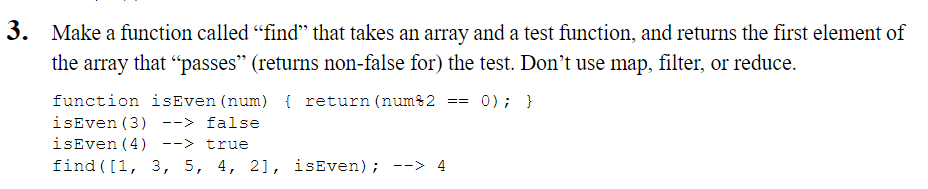 3. Make a function called “find” that takes an array and a test function, and returns the first element of
the array that “passes” (returns non-false for) the test. Don’t use map, filter, or reduce.
function isEven(num) { return(num%2 == 0); }
isEven(3) --> false
isEven(4) --> true
find([1, 3, 5, 4, 2], isEven); --> 4